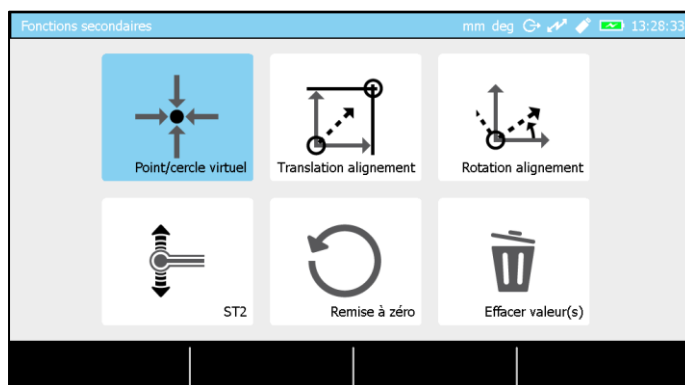 Fonctions secondaires
mm deg 13:28:33
Point/cercle virtuel
Translation alignement
Rotation alignement
ST2
Remise à zéro
Effacer valeur(s)